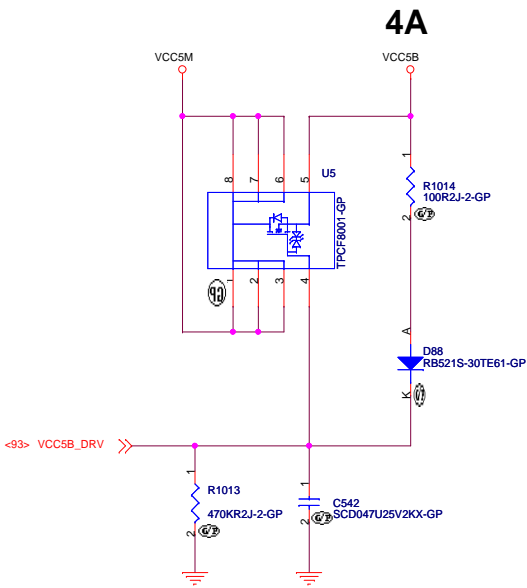 4A
VCC5M
VCC5B
8
7
6
5
U5
1
R1014
100R2J-2-GP
2
G/P
TPCF8001-GP
GP
1
2
3
4
A
D88
RB521S-30TE61-GP
K
<93> VCC5B_DRV
1
R1013
470KR2J-2-GP
2
G/P
1
C542
SCD047U25V2KX-GP
2
G/P